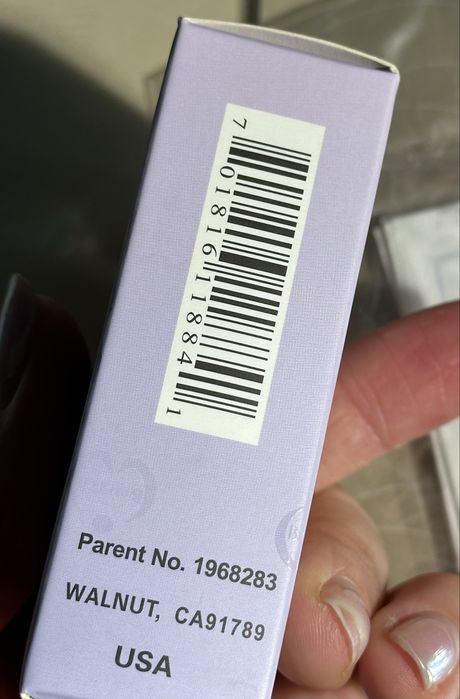 7 01816 11884 1
Parent No. 1968283
WALNUT, CA91789
USA